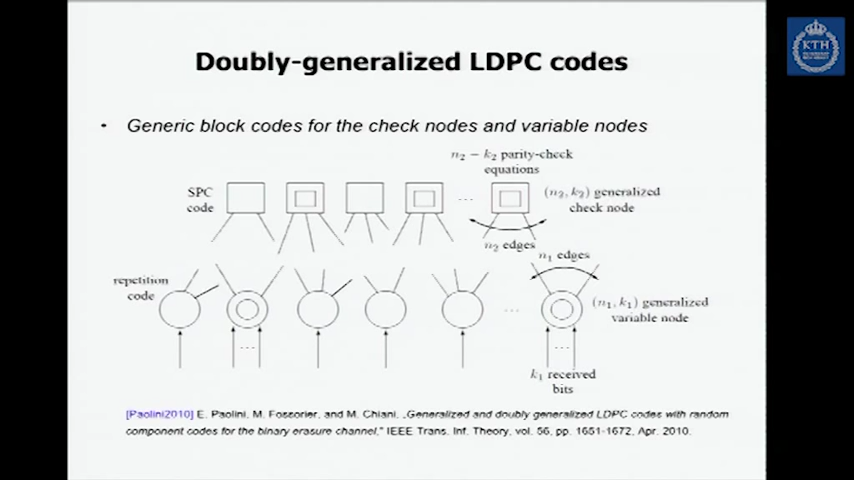 Doubly-generalized LDPC codes
• Generic block codes for the check nodes and variable nodes
n₂ − k₂ parity-check
equations
SPC
code
...
(n₂, k₂) generalized
check node
n₂ edges
n₁ edges
repetition
code
...
(n₁, k₁) generalized
variable node
...
...
k₁ received
bits
[Paolini2010] E. Paolini, M. Fossorier, and M. Chiani, „Generalized and doubly generalized LDPC codes with random
component codes for the binary erasure channel," IEEE Trans. Inf. Theory, vol. 56, pp. 1651-1672, Apr. 2010.
KTH